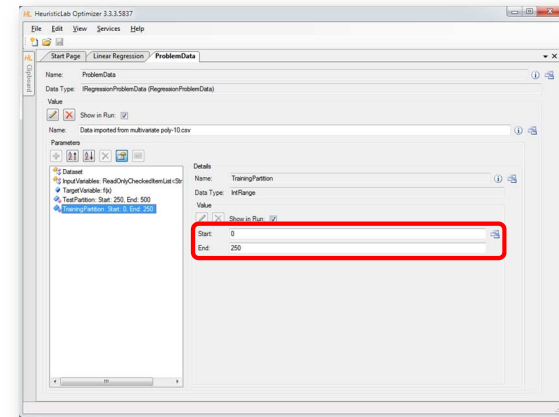 HeuristicLab Optimizer 3.3.3.5837
File Edit View Services Help
Start Page Linear Regression ProblemData
Clipboard
Name: ProblemData
Data Type: IRegressionProblemData (RegressionProblemData)
Value
Show in Run:
Name: Data imported from multivariate poly-10.csv
Parameters
Dataset
InputVariables: ReadOnlyCheckedItemList<Str
TargetVariable: f(x)
TestPartition: Start: 250, End: 500
TrainingPartition: Start: 0, End: 250
Details
Name: TrainingPartition
Data Type: IntRange
Value
Show in Run:
Start: 0
End: 250